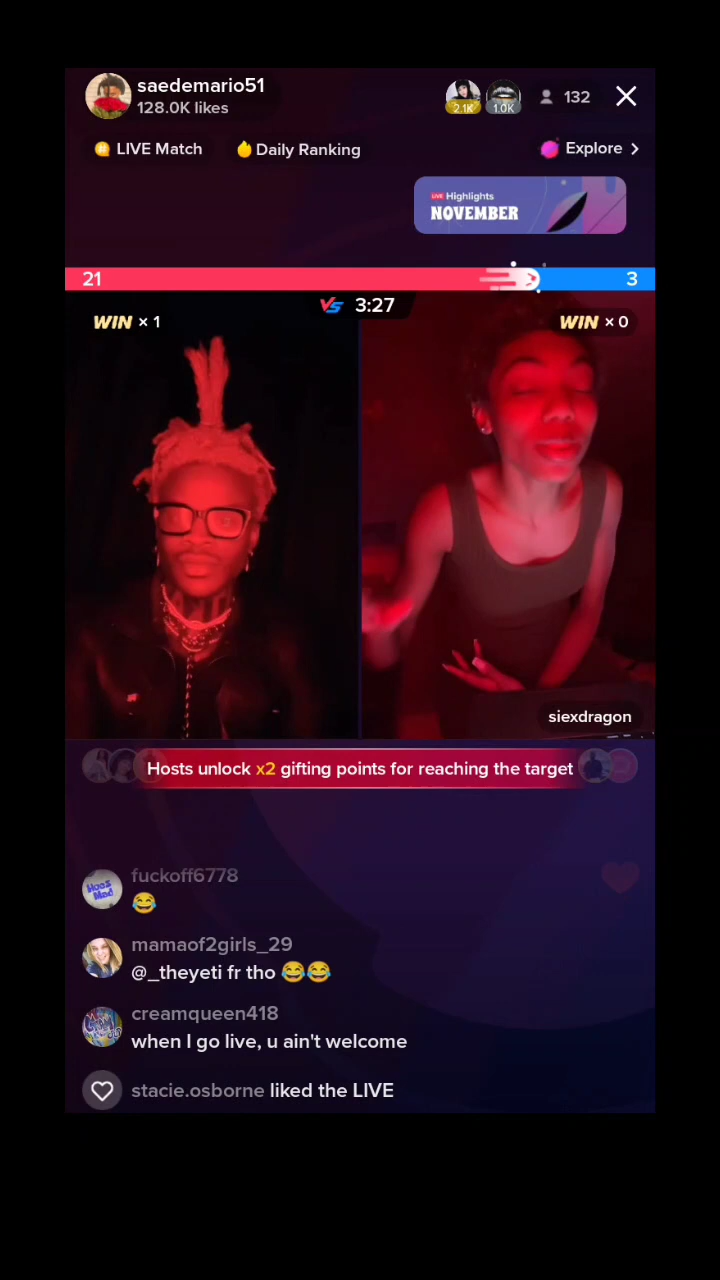 saedemario51
128.0K likes
2.1K
1.0K
132
LIVE Match
Daily Ranking
Explore
LIVE Highlights
NOVEMBER
21
3
VS 3:27
WIN × 1
WIN × 0
siexdragon
Hosts unlock x2 gifting points for reaching the target
fuckoff6778
😂
mamaof2girls_29
@_theyeti fr tho 😂😂
creamqueen418
when I go live, u ain't welcome
stacie.osborne liked the LIVE